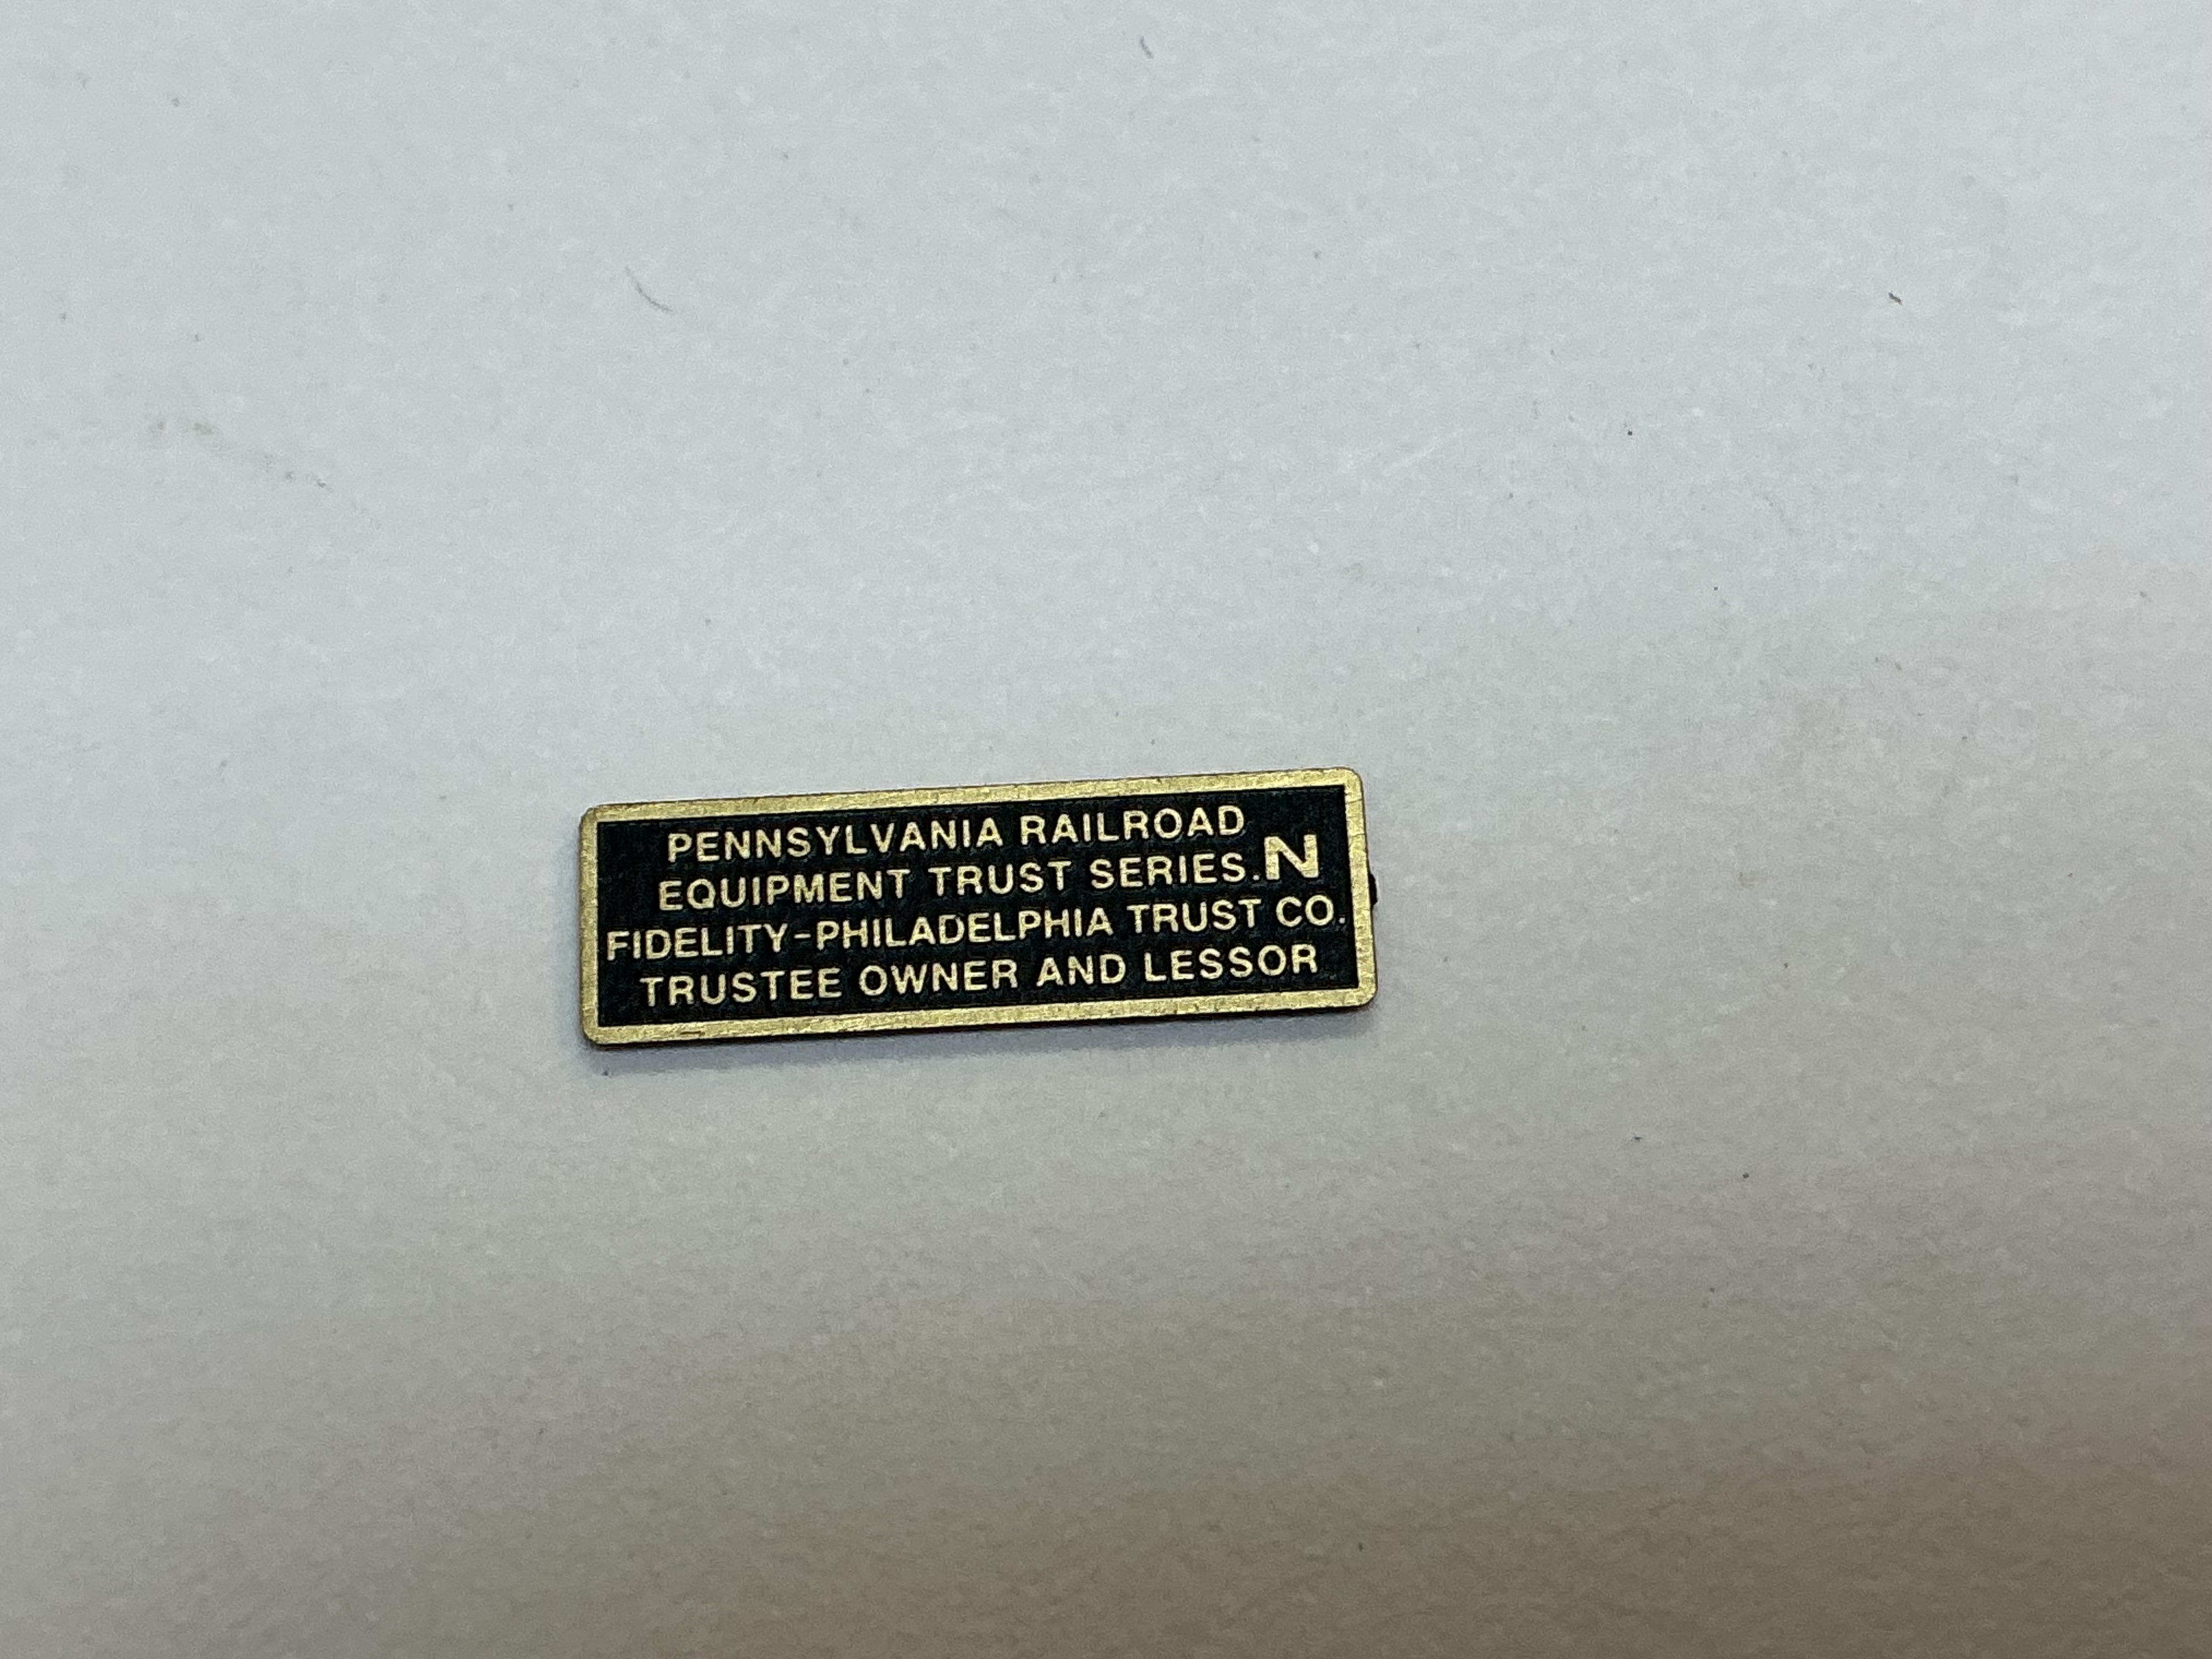 PENNSYLVANIA RAILROAD
EQUIPMENT TRUST SERIES. N
FIDELITY-PHILADELPHIA TRUST CO.
TRUSTEE OWNER AND LESSOR